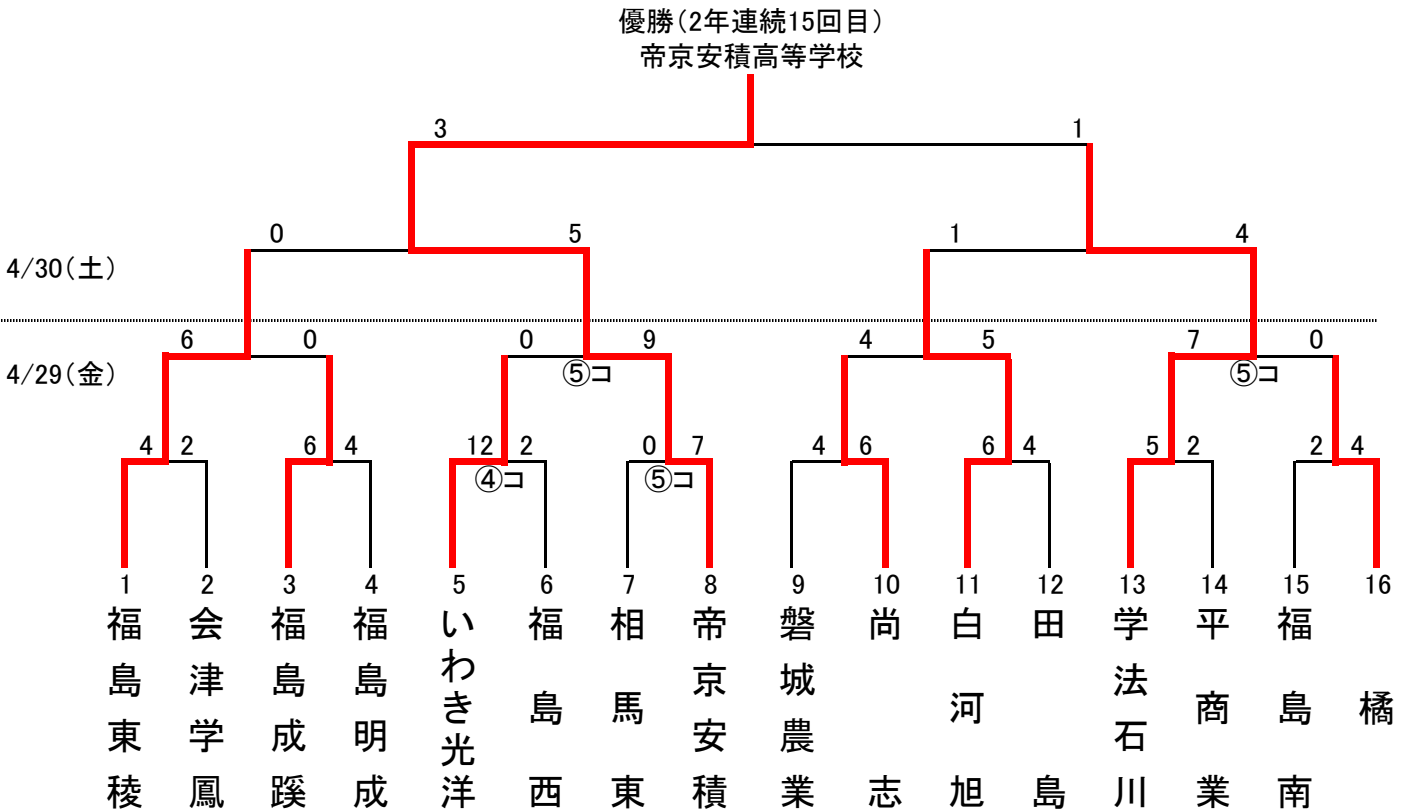 優勝(2年連続15回目)
帝京安積高等学校
3 1
0 5 1 4
4/30(土)
6 0 0 9 4 5 7 0
4/29(金) ⑤コ ⑤コ
4 2 6 4 12 2 0 7 4 6 6 4 5 2 2 4
④コ ⑤コ
1 2 3 4 5 6 7 8 9 10 11 12 13 14 15 16
福島東稜
会津学鳳
福島成蹊
福島明成
いわき光洋
福島西
相馬東
帝京安積
磐城農業
尚志
白河旭
田島
学法石川
平商業
福島南
橘